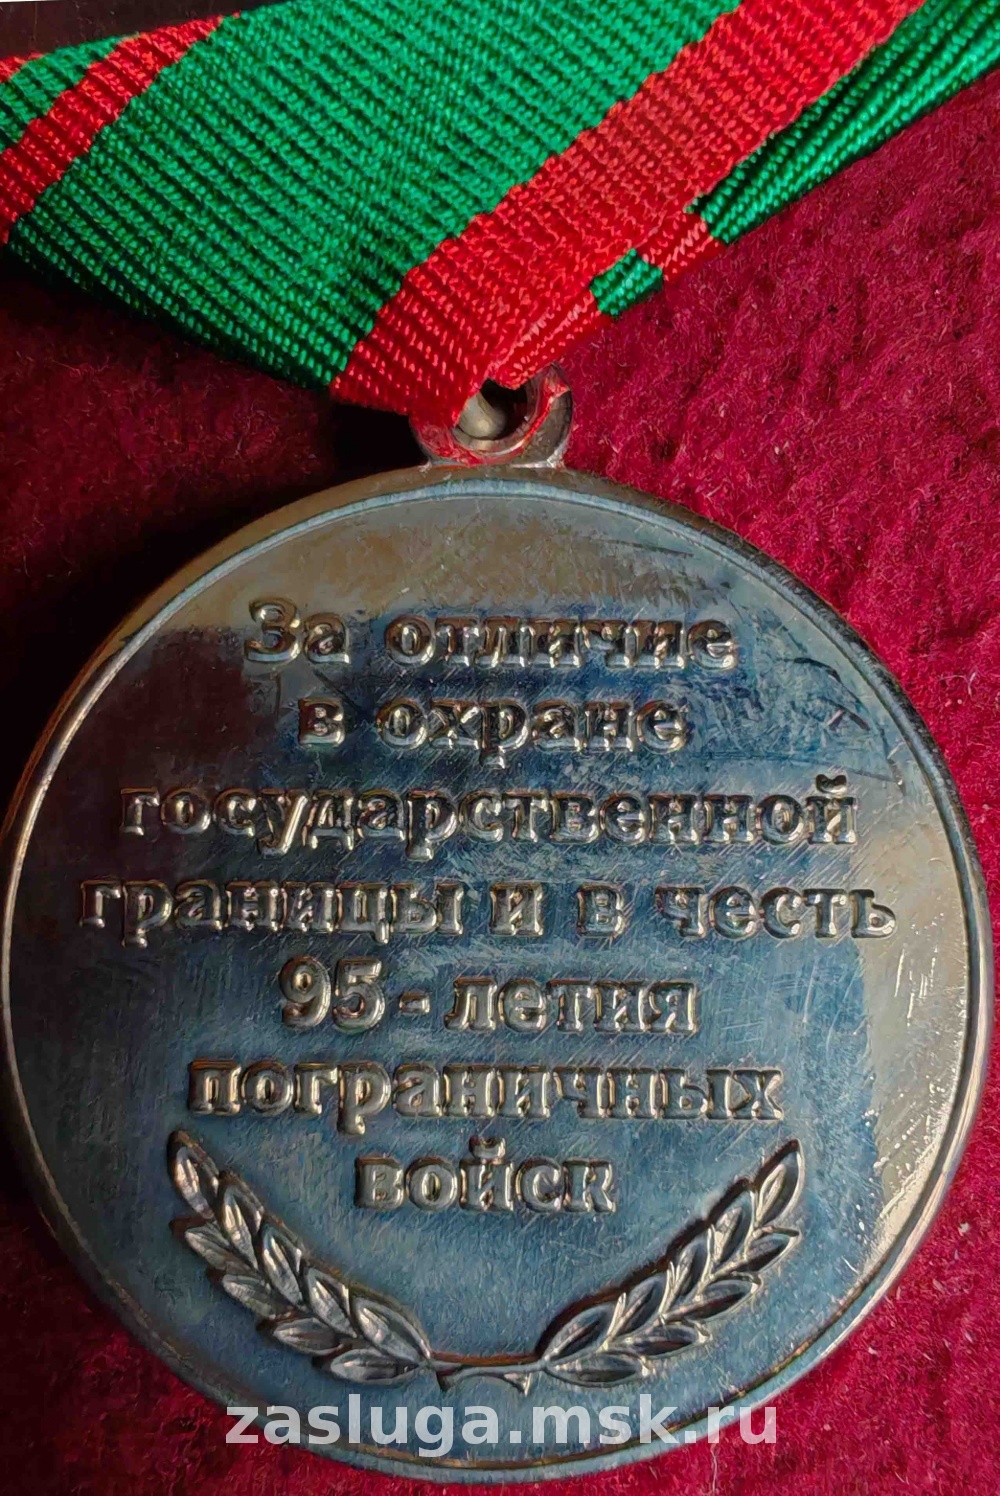 За отличие
в охране
государственной
границы и в честь
95-летия
пограничных
войск
zasluga.msk.ru